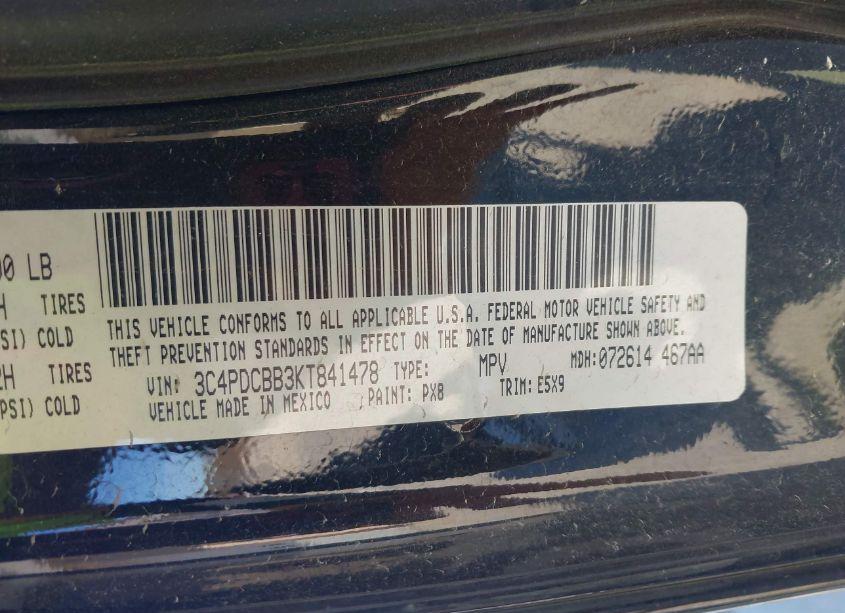 00 LB
H TIRES
SI) COLD
2H TIRES
PSI) COLD
THIS VEHICLE CONFORMS TO ALL APPLICABLE U.S.A. FEDERAL MOTOR VEHICLE SAFETY AND
THEFT PREVENTION STANDARDS IN EFFECT ON THE DATE OF MANUFACTURE SHOWN ABOVE.
VIN: 3C4PDCBB3KT841478 TYPE: MPV MDH:072614 467AA
VEHICLE MADE IN MEXICO PAINT: PX8 TRIM: E5X9